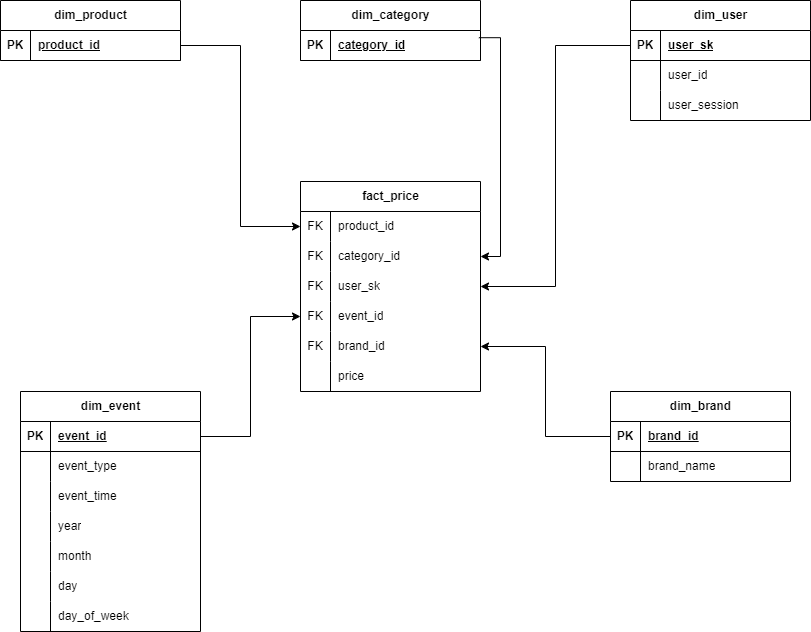 dim_product
PK product_id
dim_category
PK category_id
dim_user
PK user_sk
user_id
user_session
fact_price
FK product_id
FK category_id
FK user_sk
FK event_id
FK brand_id
price
dim_event
PK event_id
event_type
event_time
year
month
day
day_of_week
dim_brand
PK brand_id
brand_name